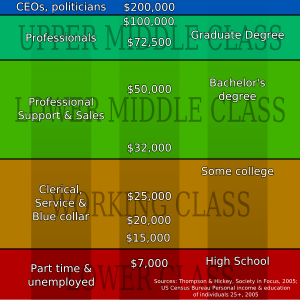 CEOs, politicians $200,000
$100,000
UPPER MIDDLE CLASS
Professionals
$72,500
Graduate Degree
$50,000
Bachelor's
degree
LOWER MIDDLE CLASS
Professional
Support & Sales
$32,000
Some college
Clerical,
Service &
Blue collar
$25,000
WORKING CLASS
$20,000
$15,000
Part time &
unemployed
$7,000
High School
LOWER CLASS
Sources: Thompson & Hickey, Society in Focus, 2005;
US Census Bureau Personal income & education
of individuals 25+, 2005